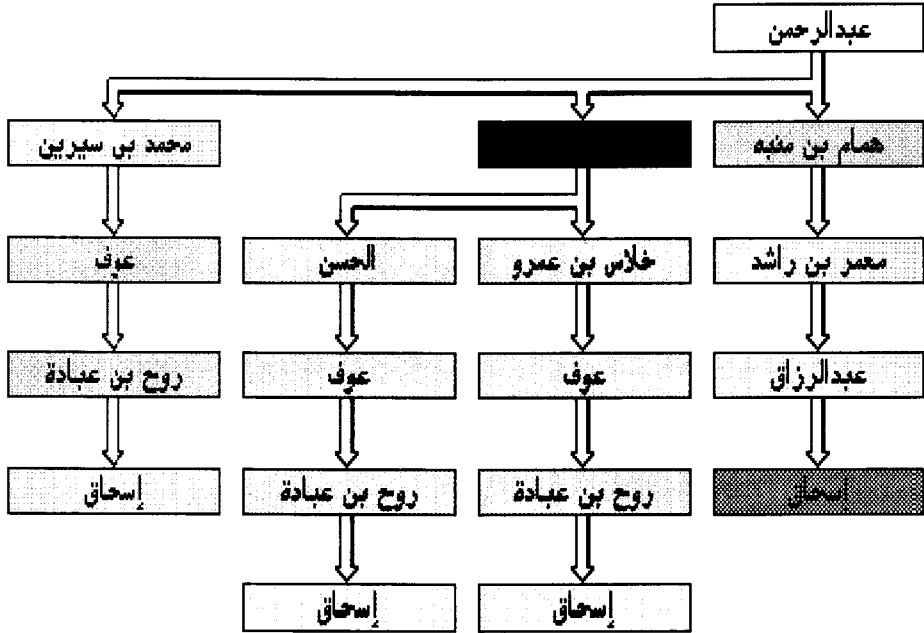 عبدالرحمن
همام بن منبه
محمد بن سيرين
معمر بن راشد
خلاس بن عمرو
الحسن
عوف
عبدالرزاق
عوف
عوف
روح بن عبادة
إسحاق
روح بن عبادة
روح بن عبادة
إسحاق
إسحاق
إسحاق